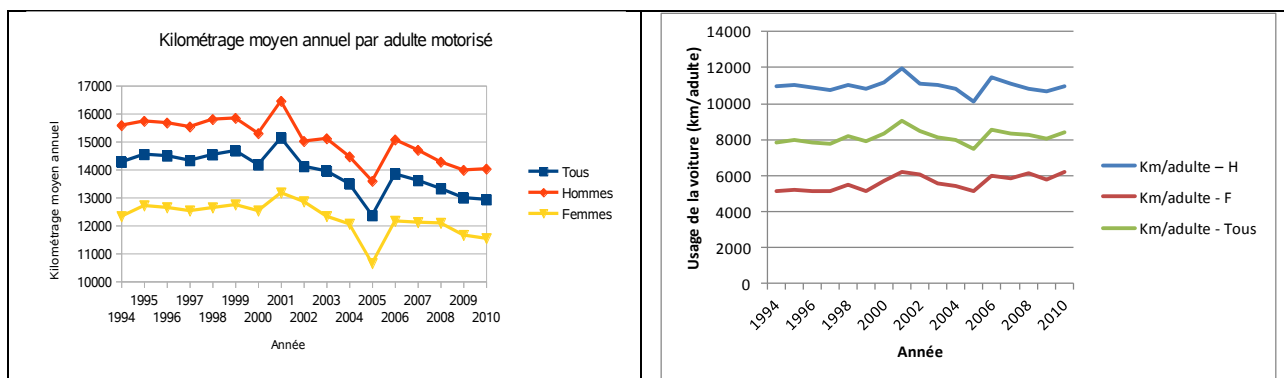 Kilométrage moyen annuel par adulte motorisé
Kilométrage moyen annuel
17000
16000
15000
14000
13000
12000
11000
10000
1995 1997 1999 2001 2003 2005 2007 2009
1994 1996 1998 2000 2002 2004 2006 2008 2010
Année
Tous
Hommes
Femmes
Usage de la voiture (km/adulte)
14000
12000
10000
8000
6000
4000
2000
0
1994 1996 1998 2000 2002 2004 2006 2008 2010
Année
Km/adulte – H
Km/adulte - F
Km/adulte - Tous